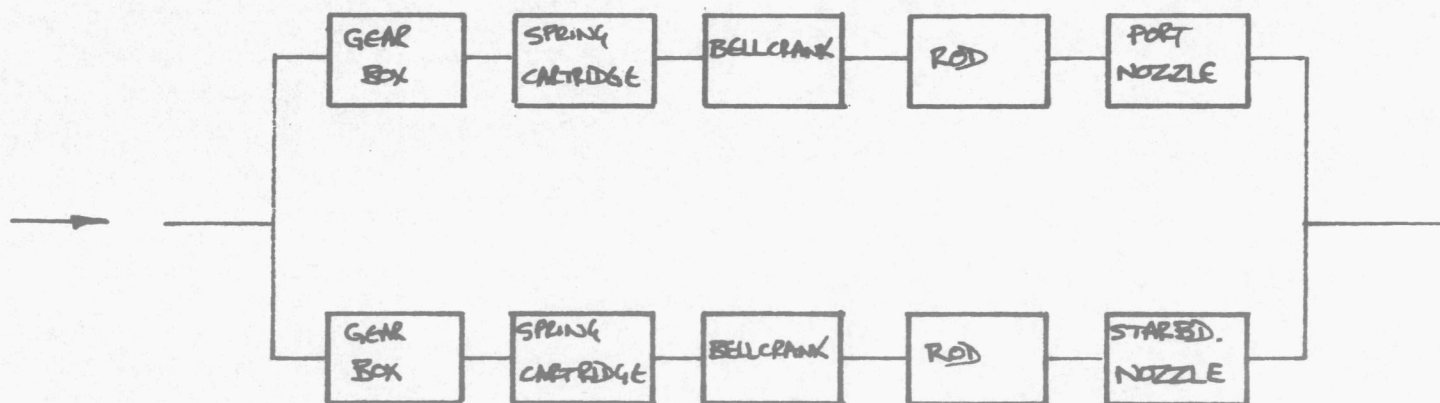 GEAR
BOX
SPRING
CARTRIDGE
BELLCRANK
ROD
PORT
NOZZLE
GEAR
BOX
SPRING
CARTRIDGE
BELLCRANK
ROD
STARBD.
NOZZLE